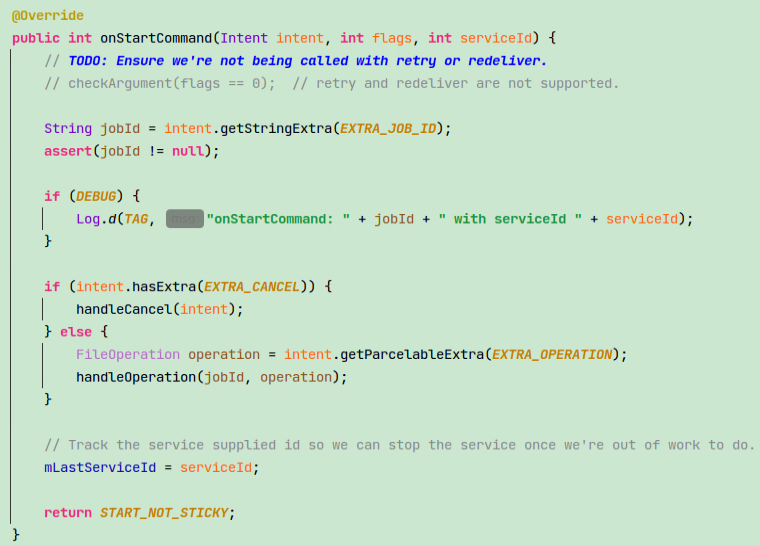 @Override
public int onStartCommand(Intent intent, int flags, int serviceId) {
// TODO: Ensure we're not being called with retry or redeliver.
// checkArgument(flags == 0);  // retry and redeliver are not supported.
String jobId = intent.getStringExtra(EXTRA_JOB_ID);
assert(jobId != null);
if (DEBUG) {
Log.d(TAG, msg: "onStartCommand: " + jobId + " with serviceId " + serviceId);
}
if (intent.hasExtra(EXTRA_CANCEL)) {
handleCancel(intent);
} else {
FileOperation operation = intent.getParcelableExtra(EXTRA_OPERATION);
handleOperation(jobId, operation);
}
// Track the service supplied id so we can stop the service once we're out of work to do.
mLastServiceId = serviceId;
return START_NOT_STICKY;
}